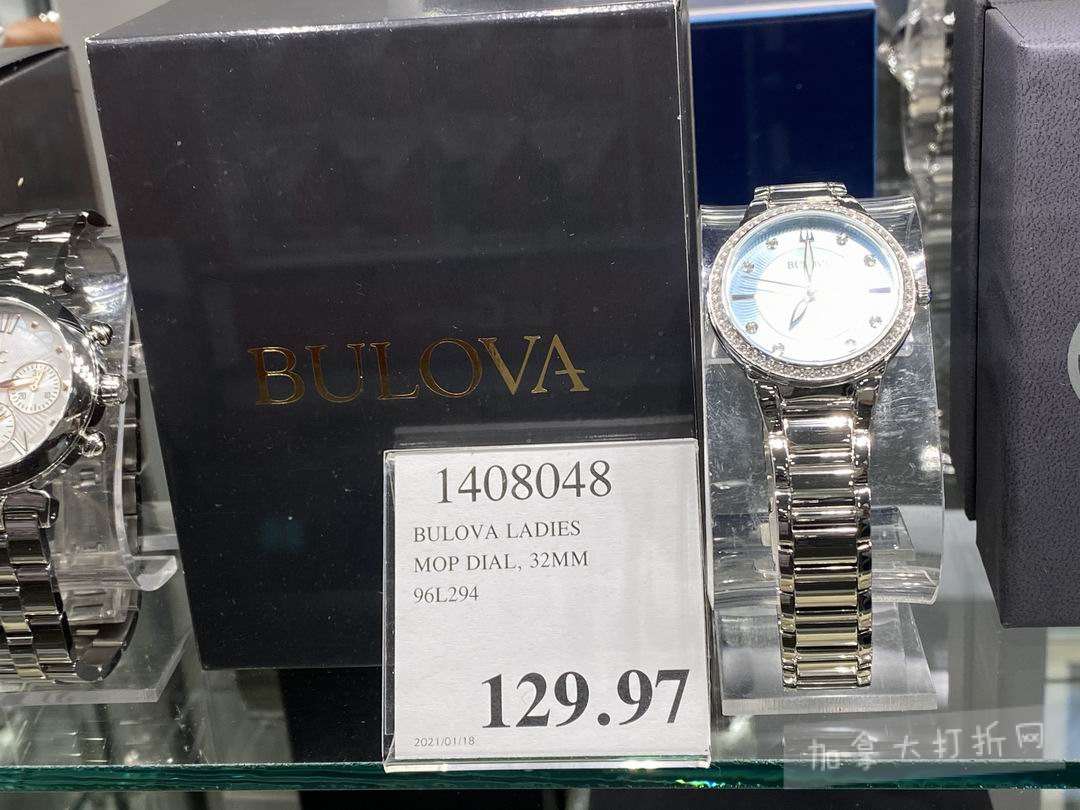 BULOVA
BULOVA
1408048
BULOVA LADIES
MOP DIAL, 32MM
96L294
129.97
2021/01/18
加拿大打折网